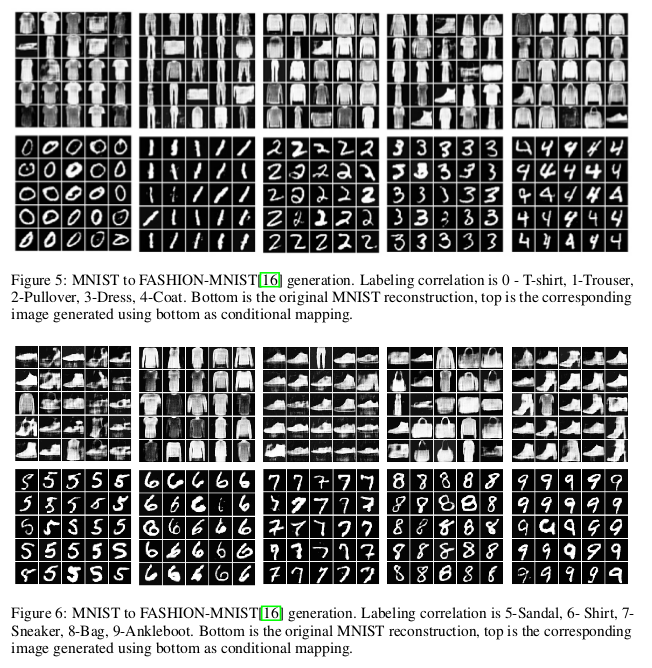 Figure 5: MNIST to FASHION-MNIST[16] generation. Labeling correlation is 0 - T-shirt, 1-Trouser,
2-Pullover, 3-Dress, 4-Coat. Bottom is the original MNIST reconstruction, top is the corresponding
image generated using bottom as conditional mapping.
Figure 6: MNIST to FASHION-MNIST[16] generation. Labeling correlation is 5-Sandal, 6- Shirt, 7-
Sneaker, 8-Bag, 9-Ankleboot. Bottom is the original MNIST reconstruction, top is the corresponding
image generated using bottom as conditional mapping.